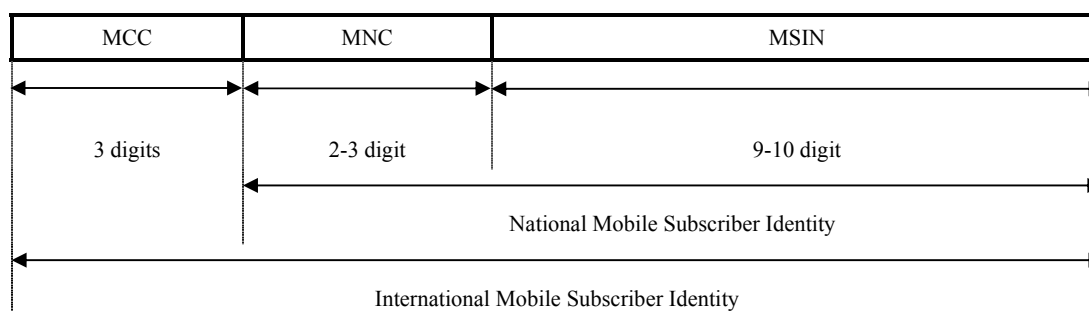 MCC MNC MSIN
3 digits 2-3 digit 9-10 digit
National Mobile Subscriber Identity
International Mobile Subscriber Identity